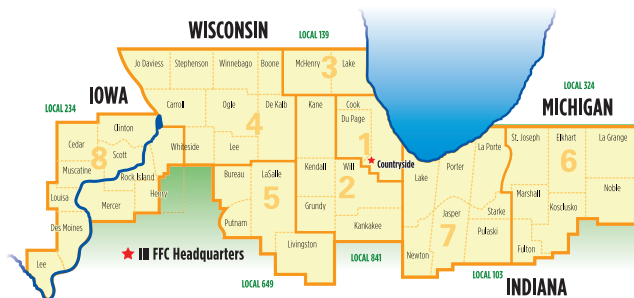 WISCONSIN
LOCAL 139
Jo Daviess
Stephenson
Winnebago
Boone
McHenry
Lake
3
LOCAL 324
LOCAL 234
IOWA
MICHIGAN
Carroll
Ogle
De Kalb
Kane
Cook
Du Page
4
1
Clinton
Cedar
Scott
8
Whiteside
Lee
Muscatine
Rock Island
Henry
Louisa
Mercer
Des Moines
Lee
Bureau
LaSalle
5
Putnam
Livingston
Kendall
Will
2
Grundy
Kankakee
Countryside
Lake
Porter
La Porte
Jasper
Starke
7
Pulaski
Newton
St. Joseph
Elkhart
La Grange
6
Marshall
Kosclusko
Noble
Fulton
III FFC Headquarters
LOCAL 841
LOCAL 649
LOCAL 103
INDIANA